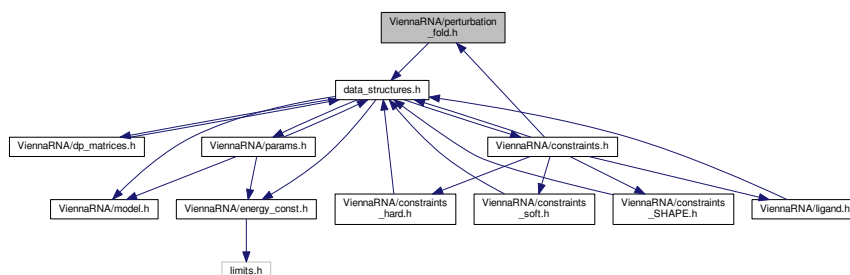 ViennaRNA/perturbation
_fold.h
data_structures.h
ViennaRNA/dp_matrices.h
ViennaRNA/params.h
ViennaRNA/constraints.h
ViennaRNA/model.h
ViennaRNA/energy_const.h
ViennaRNA/constraints
_hard.h
ViennaRNA/constraints
_soft.h
ViennaRNA/constraints
_SHAPE.h
ViennaRNA/ligand.h
limits.h